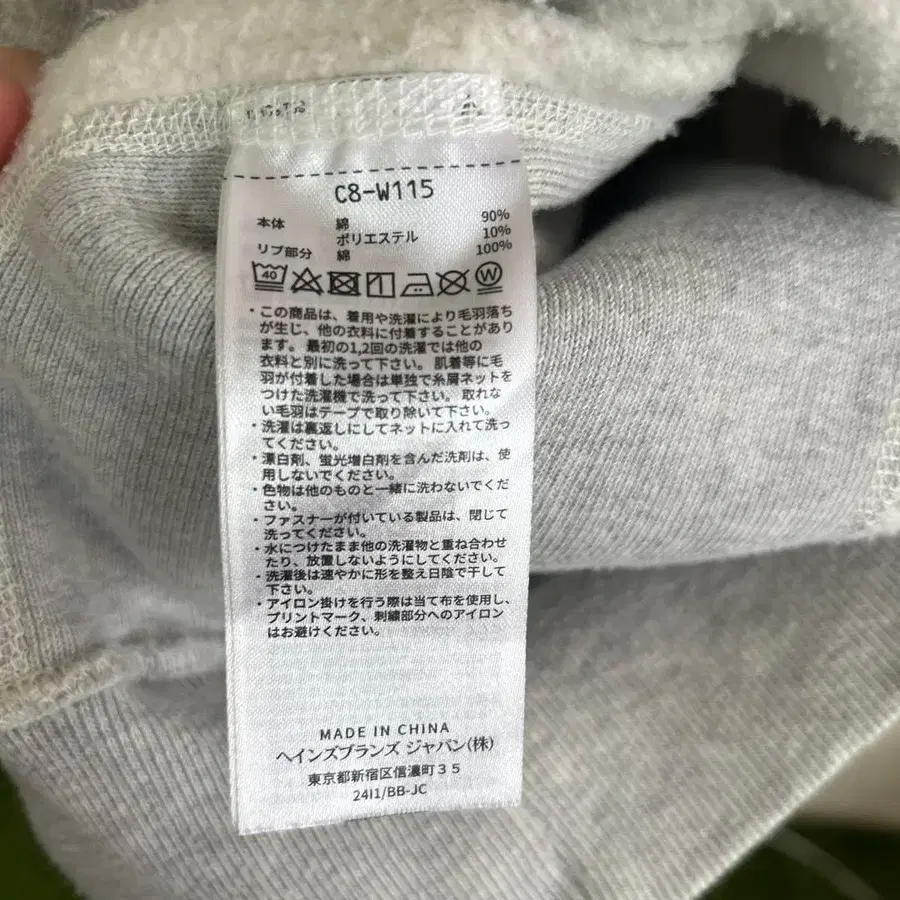 C8-W115
本体 綿 90%
ポリエステル 10%
リブ部分 綿 100%
40
W
・この商品は、着用や洗濯により毛羽落ち
が生じ、他の衣料に付着することがあり
ます。最初の1,2回の洗濯では他の
衣料と別に洗って下さい。肌着等に毛
羽が付着した場合は単独で糸屑ネットを
つけた洗濯機で洗って下さい。取れな
い毛羽はテープで取り除いて下さい。
・洗濯は裏返しにしてネットに入れて洗っ
てください。
・漂白剤、蛍光増白剤を含んだ洗剤は、使
用しないでください。
・色物は他のものと一緒に洗わないでくだ
さい。
・ファスナーが付いている製品は、閉じて
洗ってください。
・水につけたまま他の洗濯物と重ね合わせ
たり、放置しないようにしてください。
・洗濯後は速やかに形を整え日陰で干して
下さい。
・アイロン掛けを行う際は当て布を使用し、
プリントマーク、刺繍部分へのアイロン
はお避けください。
MADE IN CHINA
ヘインズブランズ ジャパン(株)
東京都新宿区信濃町35
24I1/BB-JC